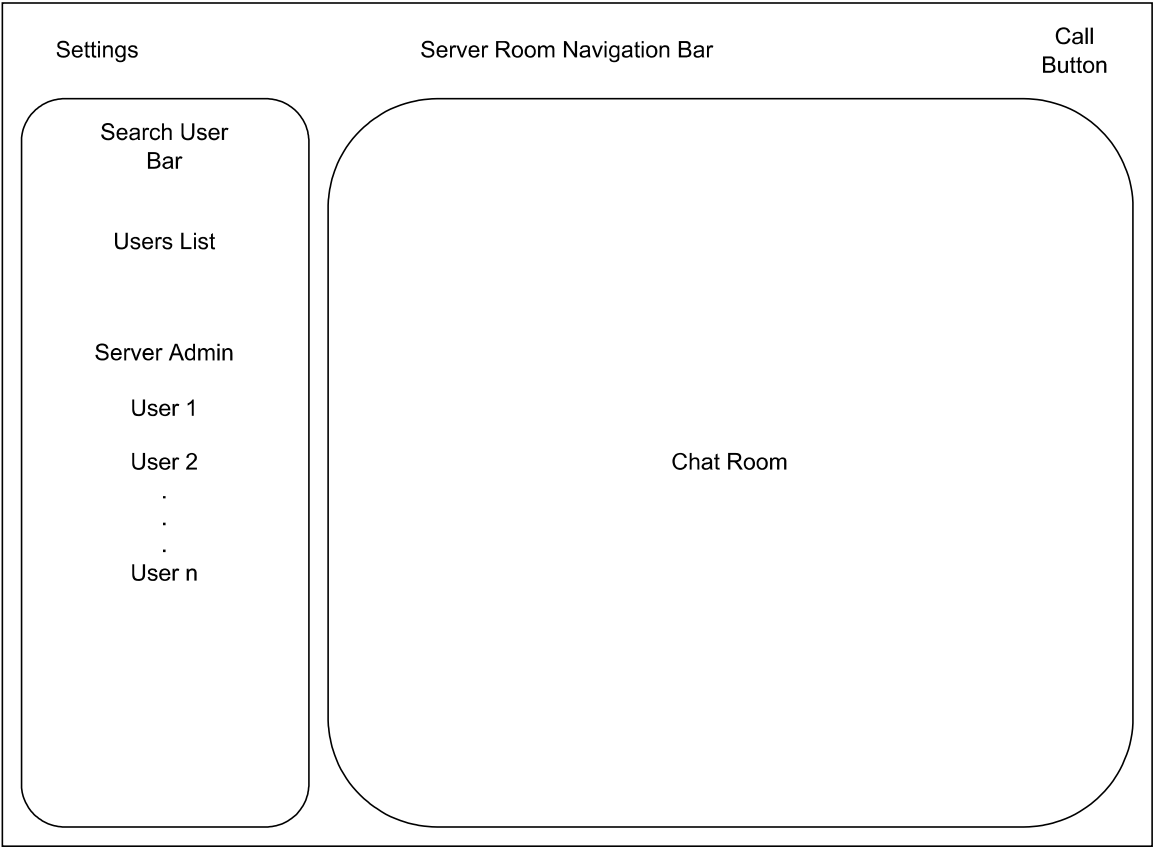 Settings
Server Room Navigation Bar
Call
Button
Search User
Bar
Users List
Server Admin
User 1
User 2
.
.
.
User n
Chat Room